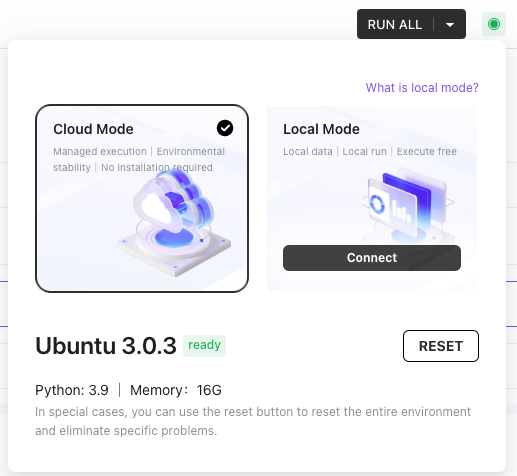 RUN ALL
What is local mode?
Cloud Mode
Managed execution | Environmental
stability | No installation required
Local Mode
Local data | Local run | Execute free
Connect
Ubuntu 3.0.3 ready
RESET
Python: 3.9 | Memory: 16G
In special cases, you can use the reset button to reset the entire environment
and eliminate specific problems.